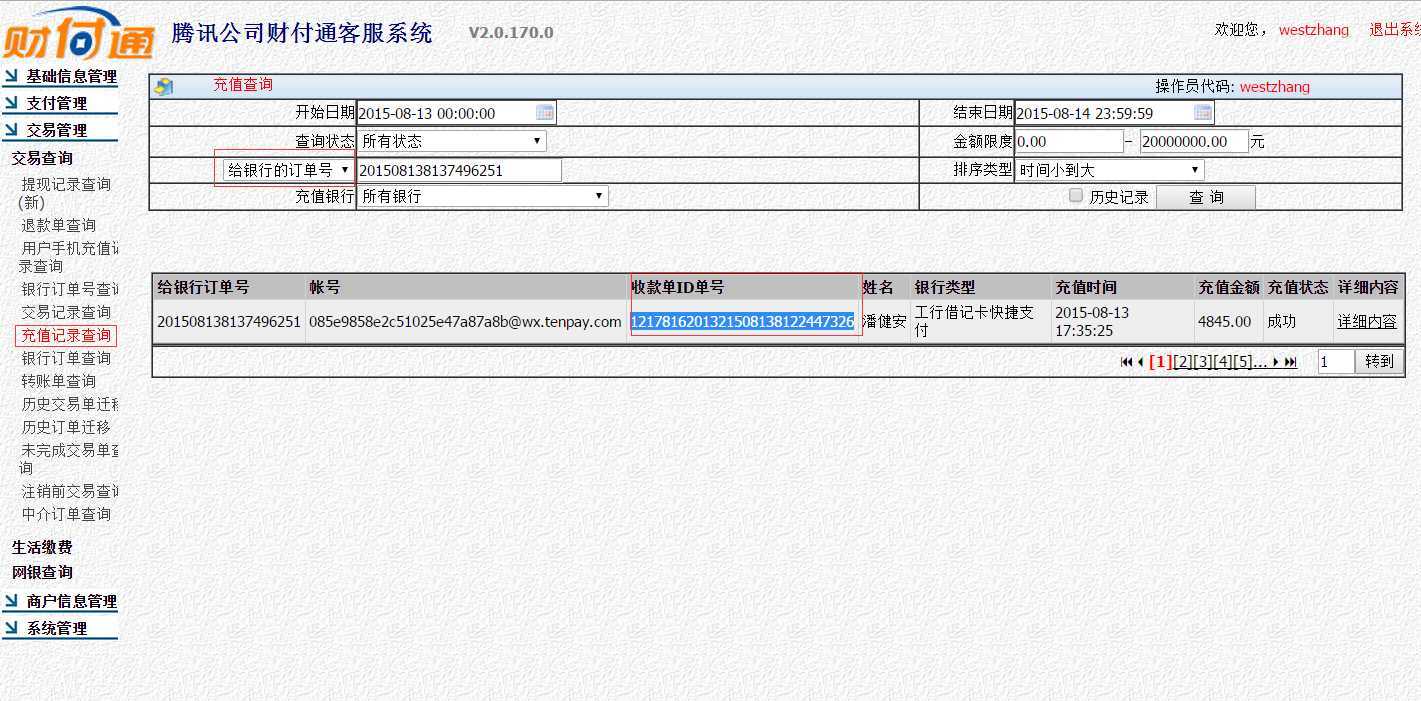 财付通
腾讯公司财付通客服系统 V2.0.170.0
欢迎您， westzhang 退出系统
基础信息管理
支付管理
交易管理
交易查询
提现记录查询
(新)
退款单查询
用户手机充值记
录查询
银行订单号查询
交易记录查询
充值记录查询
银行订单查询
转账单查询
历史交易单迁移
历史订单迁移
未完成交易单查
询
注销前交易查询
中介订单查询
生活缴费
网银查询
商户信息管理
系统管理
充值查询 操作员代码: westzhang
开始日期 2015-08-13 00:00:00 结束日期 2015-08-14 23:59:59
查询状态 所有状态 金额限度 0.00 - 20000000.00 元
给银行的订单号 201508138137496251 排序类型 时间小到大
充值银行 所有银行 历史记录 查 询
给银行订单号 帐号 收款单ID单号 姓名 银行类型 充值时间 充值金额 充值状态 详细内容
201508138137496251 085e9858e2c51025e47a87a8b@wx.tenpay.com 1217816201321508138122447326 潘健安 工行借记卡快捷支 2015-08-13 4845.00 成功 详细内容
付 17:35:25
[1][2][3][4][5]... 1 转到